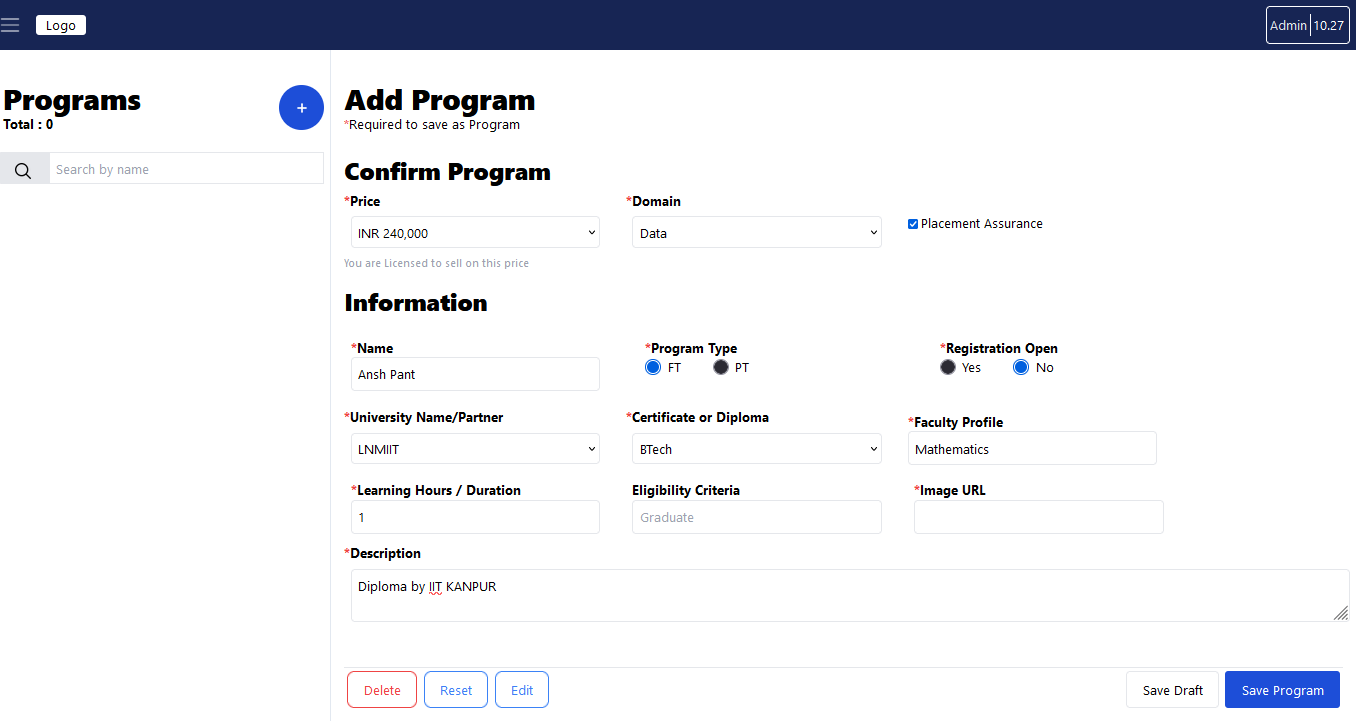 Logo
Admin 10.27
Programs
Total : 0
+
Search by name
Add Program
*Required to save as Program
Confirm Program
*Price
*Domain
INR 240,000
Data
Placement Assurance
You are Licensed to sell on this price
Information
*Name
*Program Type
*Registration Open
Ansh Pant
FT
PT
Yes
No
*University Name/Partner
*Certificate or Diploma
*Faculty Profile
LNMIIT
BTech
Mathematics
*Learning Hours / Duration
Eligibility Criteria
*Image URL
1
Graduate
*Description
Diploma by IIT KANPUR
Delete
Reset
Edit
Save Draft
Save Program